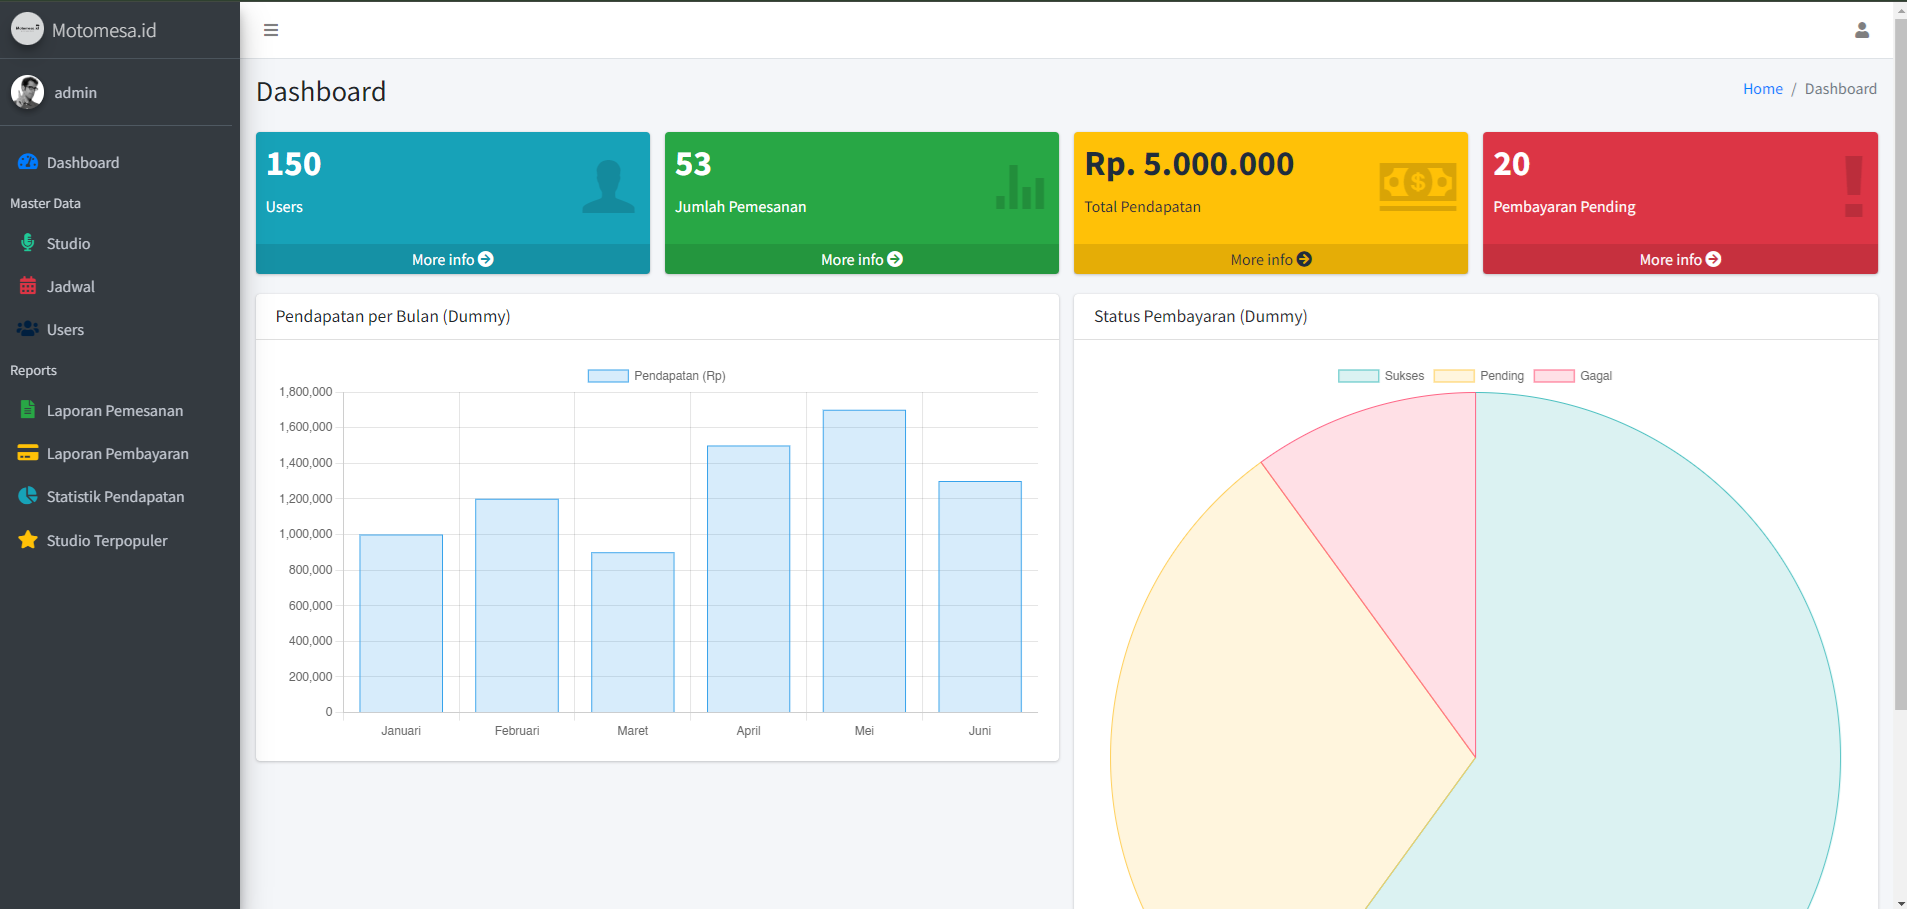 Motomesa.id
admin
Dashboard
Master Data
Studio
Jadwal
Users
Reports
Laporan Pemesanan
Laporan Pembayaran
Statistik Pendapatan
Studio Terpopuler
Dashboard
Home / Dashboard
150
Users
More info
53
Jumlah Pemesanan
More info
Rp. 5.000.000
Total Pendapatan
More info
20
Pembayaran Pending
More info
Pendapatan per Bulan (Dummy)
Pendapatan (Rp)
1,800,000
1,600,000
1,400,000
1,200,000
1,000,000
800,000
600,000
400,000
200,000
0
Januari Februari Maret April Mei Juni
Status Pembayaran (Dummy)
Sukses Pending Gagal